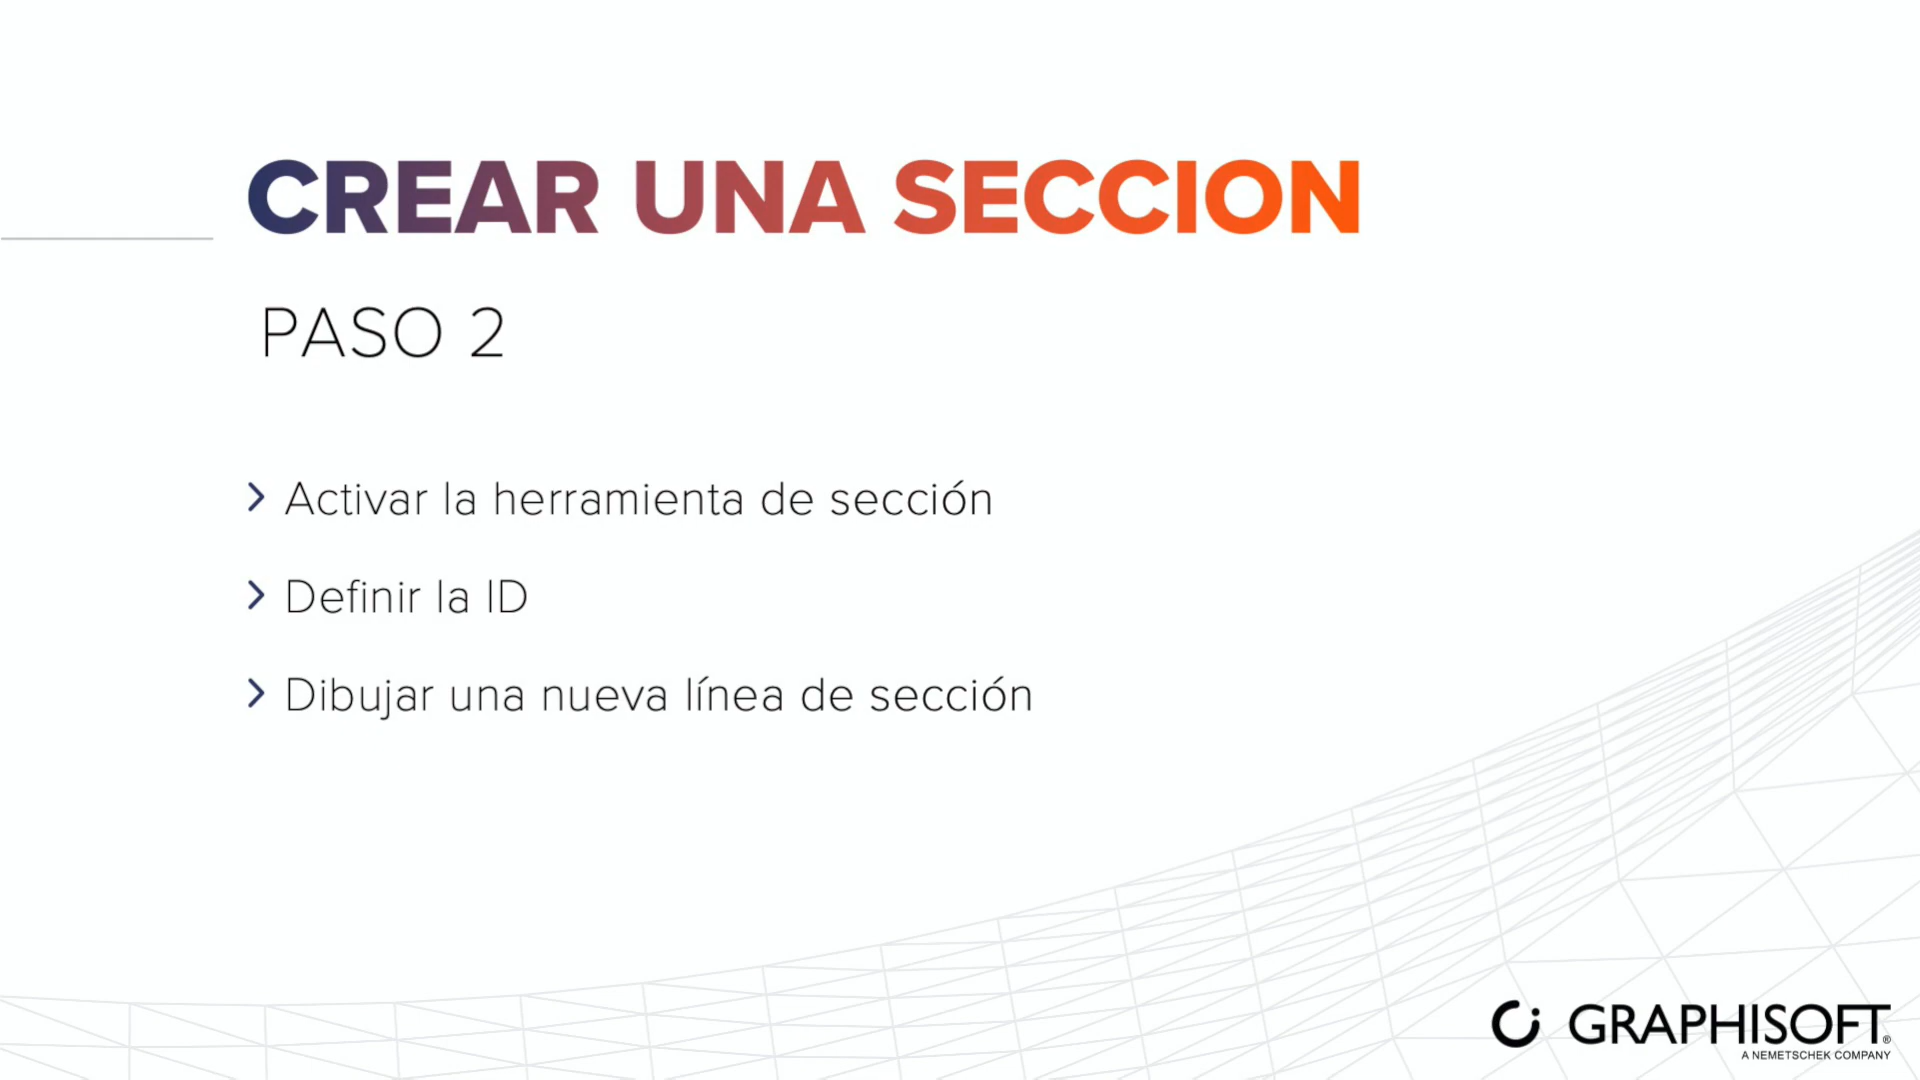 CREAR UNA SECCION
PASO 2
Activar la herramienta de sección
Definir la ID
Dibujar una nueva línea de sección
GRAPHISOFT®
A NEMETSCHEK COMPANY